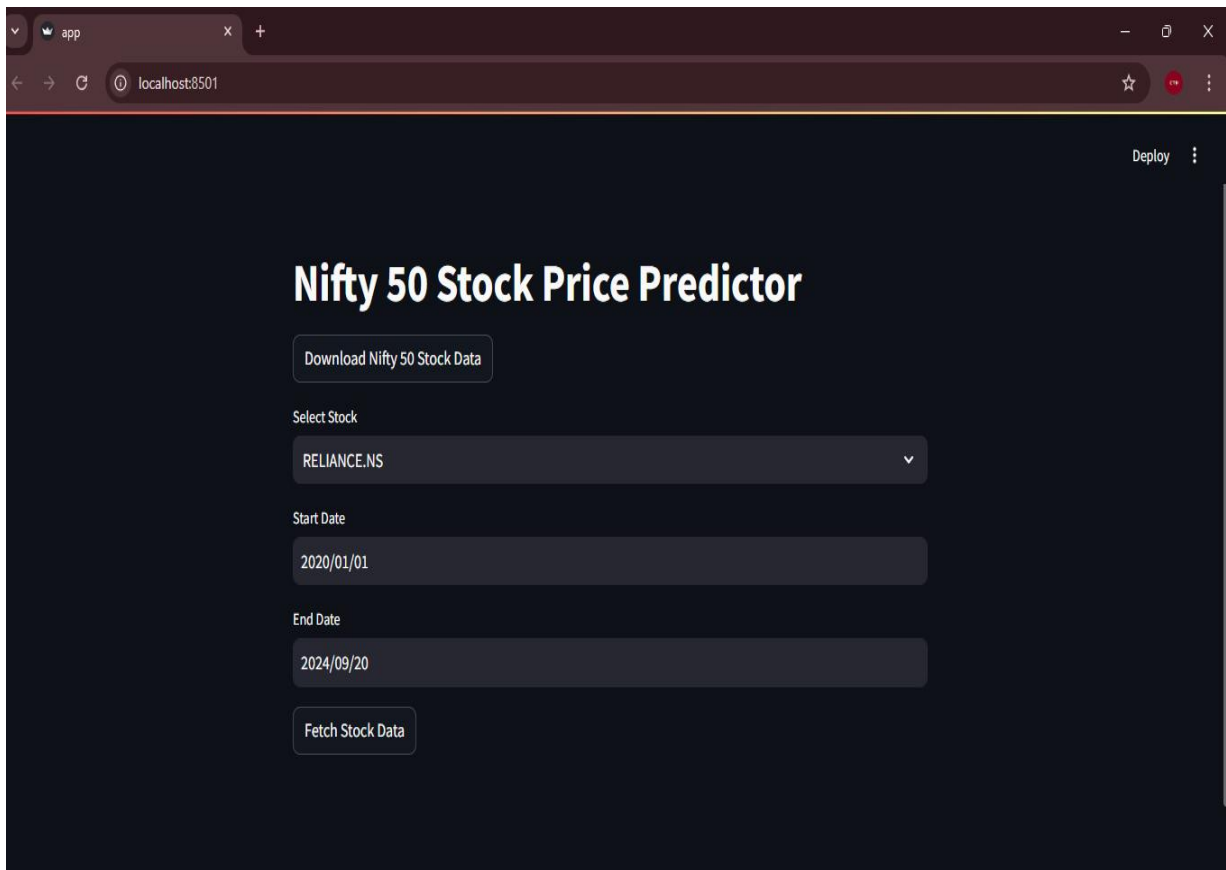 app
localhost:8501
Deploy
Nifty 50 Stock Price Predictor
Download Nifty 50 Stock Data
Select Stock
RELIANCE.NS
Start Date
2020/01/01
End Date
2024/09/20
Fetch Stock Data